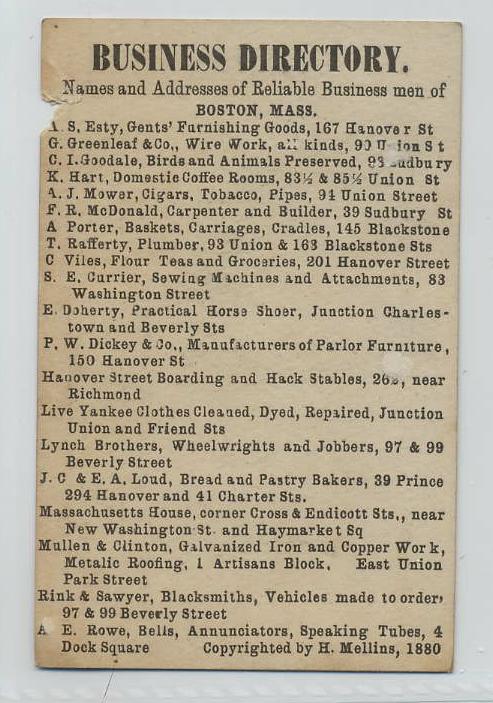 BUSINESS DIRECTORY.
Names and Addresses of Reliable Business men of
BOSTON, MASS.
A S. Esty, Gents' Furnishing Goods, 167 Hanover St
G. Greenleaf & Co., Wire Work, all kinds, 90 Union St
C. I. Goodale, Birds and Animals Preserved, 93 Sudbury
K. Hart, Domestic Coffee Rooms, 83½ & 85½ Union St
A. J. Mower, Cigars, Tobacco, Pipes, 94 Union Street
F. R. McDonald, Carpenter and Builder, 39 Sudbury St
A Porter, Baskets, Carriages, Cradles, 145 Blackstone
T. Rafferty, Plumber, 93 Union & 163 Blackstone Sts
C Viles, Flour Teas and Groceries, 201 Hanover Street
S. E. Currier, Sewing Machines and Attachments, 83
Washington Street
E. Doherty, Practical Horse Shoer, Junction Charles-
town and Beverly Sts
P. W. Dickey & Co., Manufacturers of Parlor Furniture,
150 Hanover St
Hanover Street Boarding and Hack Stables, near
Richmond
Live Yankee Clothes Cleaned, Dyed, Repaired, Junction
Union and Friend Sts
Lynch Brothers, Wheelwrights and Jobbers, 97 & 99
Beverly Street
J. C & E. A. Loud, Bread and Pastry Bakers, 39 Prince
294 Hanover and 41 Charter Sts.
Massachusetts House, corner Cross & Endicott Sts., near
New Washington St. and Haymarket Sq
Mullen & Clinton, Galvanized Iron and Copper Work,
Metalic Roofing, 1 Artisans Block, East Union
Park Street
Rink & Sawyer, Blacksmiths, Vehicles made to order,
97 & 99 Beverly Street
A E. Rowe, Bells, Annunciators, Speaking Tubes, 4
Dock Square Copyrighted by H. Mellins, 1880